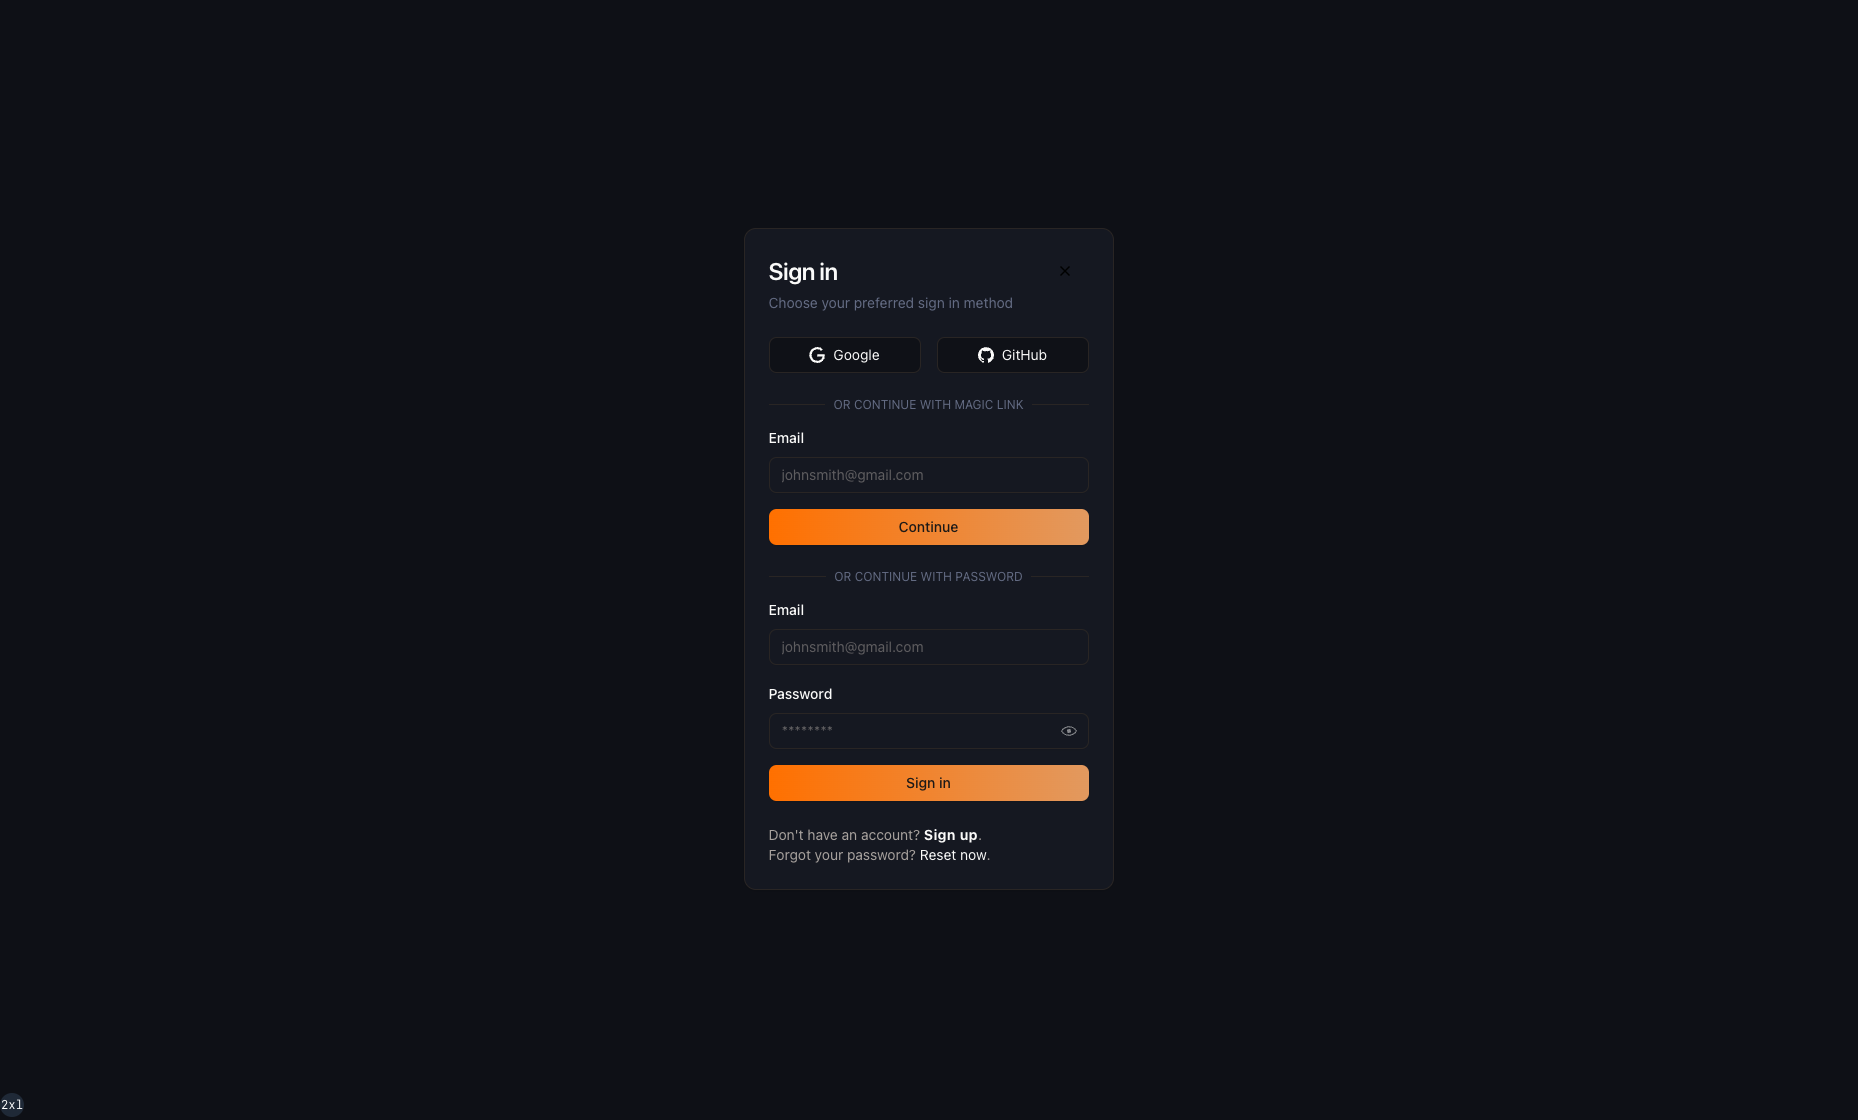 Sign in
Choose your preferred sign in method
Google
GitHub
OR CONTINUE WITH MAGIC LINK
Email
johnsmith@gmail.com
Continue
OR CONTINUE WITH PASSWORD
Email
johnsmith@gmail.com
Password
********
Sign in
Don't have an account? Sign up.
Forgot your password? Reset now.
2xl